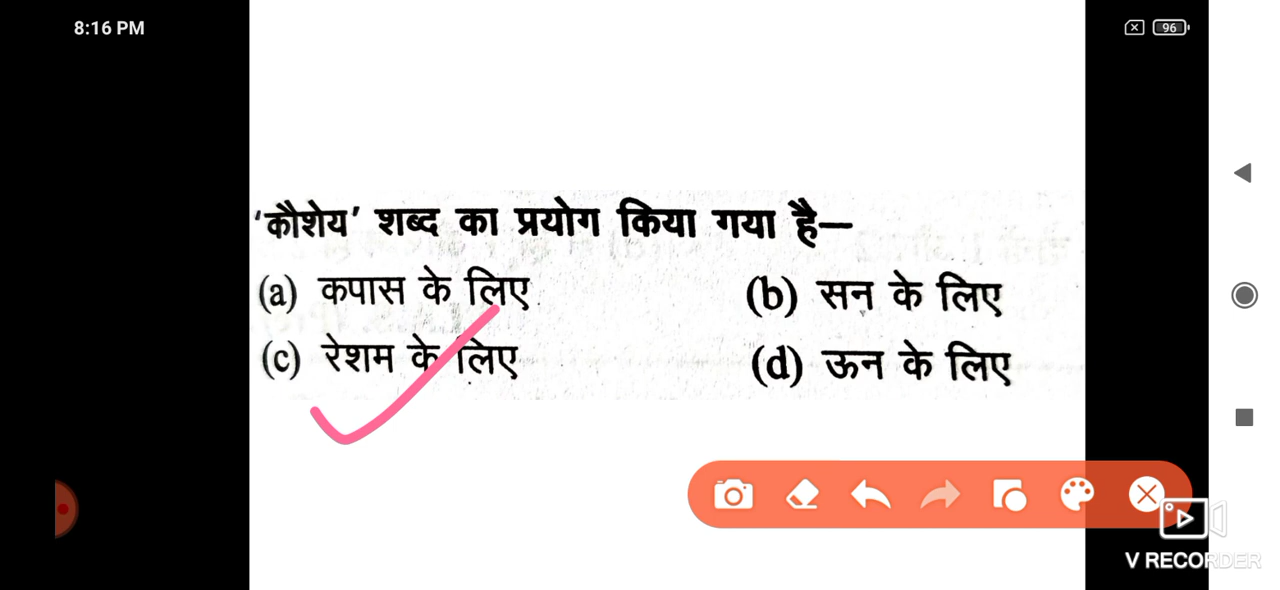 8:16 PM
96
'कौशेय' शब्द का प्रयोग किया गया है—
(a) कपास के लिए
(b) सन के लिए
(c) रेशम के लिए
(d) ऊन के लिए
V RECORDER